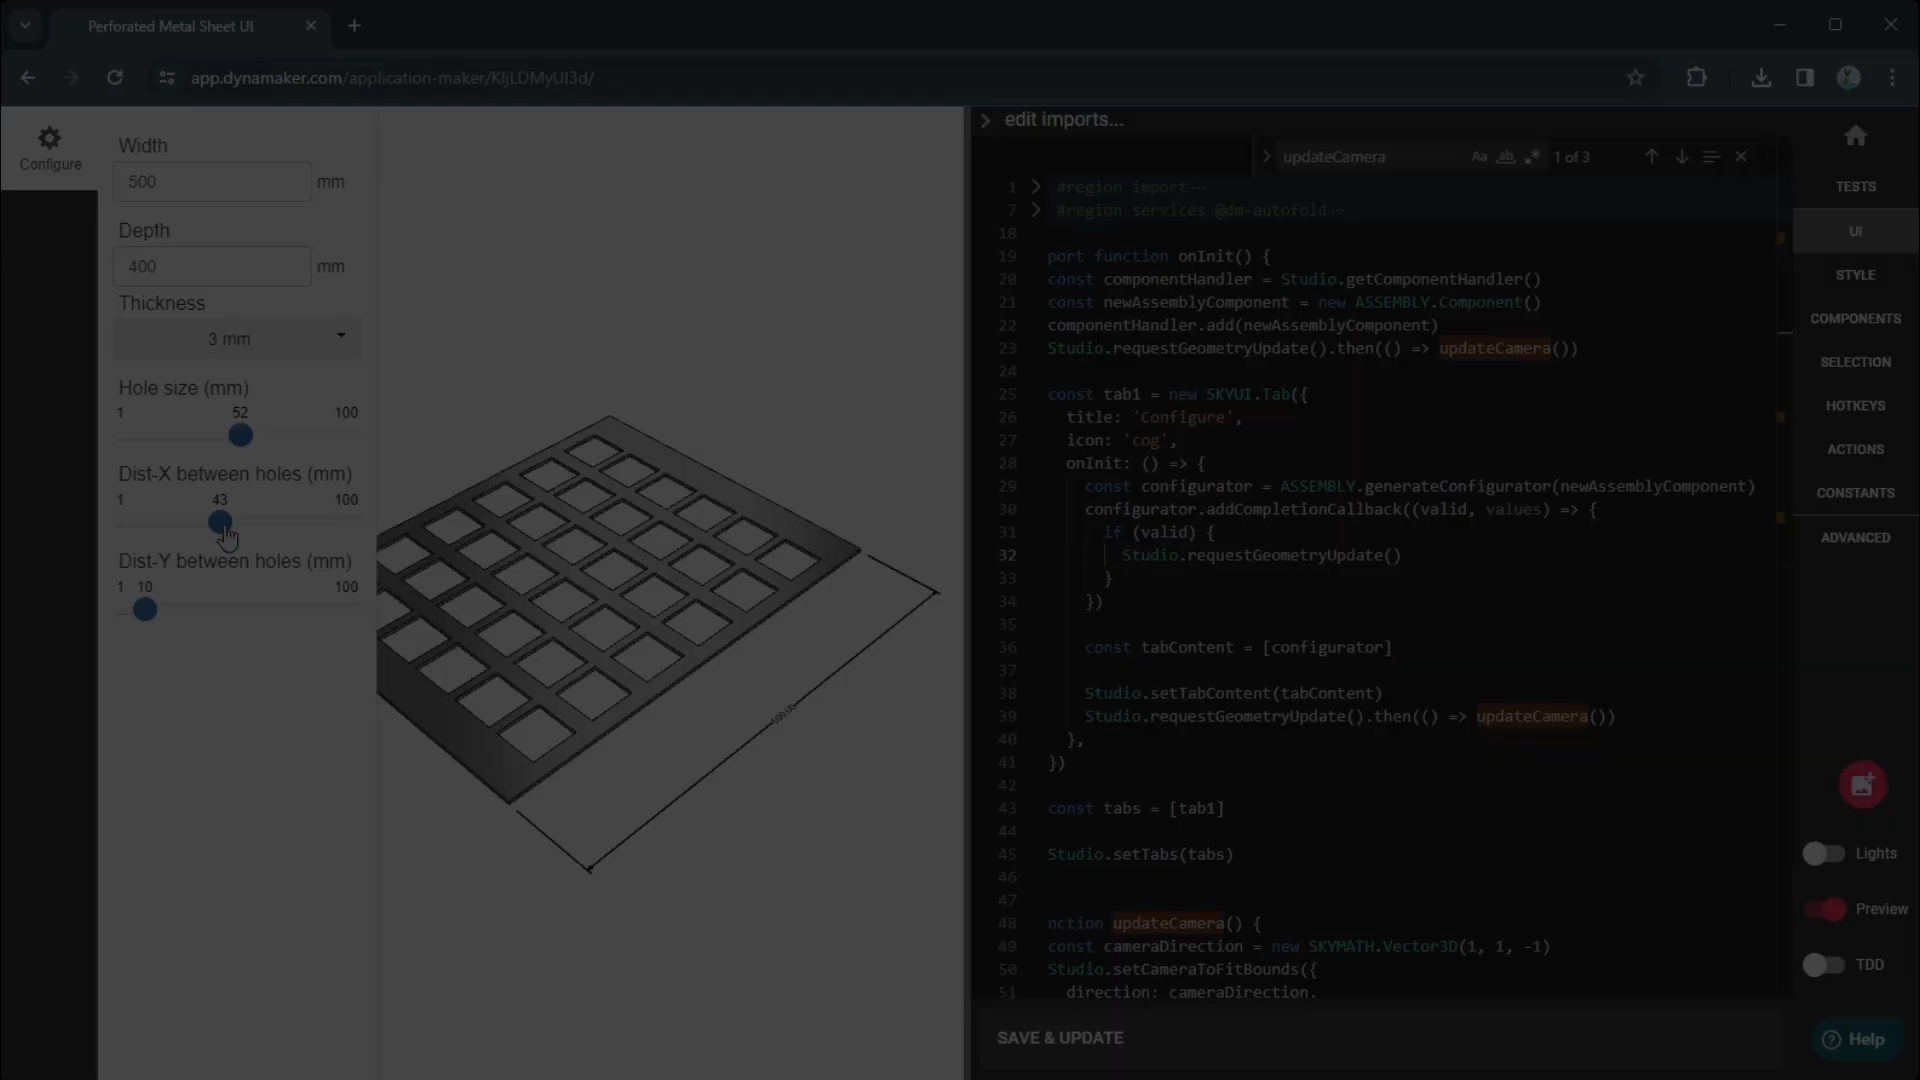 Perforated Metal Sheet UI
app.dynamaker.com/application-maker/KIjLDMyUI3d/
Configure
Width
500 mm
Depth
400 mm
Thickness
3 mm
Hole size (mm)
1 52 100
Dist-X between holes (mm)
1 43 100
Dist-Y between holes (mm)
1 10 100
edit imports...
updateCamera Aa ab 1 of 3
1 #region import ...
7 #region services @dm-autofold ...
18
19 port function onInit() {
20 const componentHandler = Studio.getComponentHandler()
21 const newAssemblyComponent = new ASSEMBLY.Component()
22 componentHandler.add(newAssemblyComponent)
23 Studio.requestGeometryUpdate().then(() => updateCamera())
24
25 const tab1 = new SKYUI.Tab({
26 title: 'Configure',
27 icon: 'cog',
28 onInit: () => {
29 const configurator = ASSEMBLY.generateConfigurator(newAssemblyComponent)
30 configurator.addCompletionCallback((valid, values) => {
31 if (valid) {
32 Studio.requestGeometryUpdate()
33 }
34 })
35
36 const tabContent = [configurator]
37
38 Studio.setTabContent(tabContent)
39 Studio.requestGeometryUpdate().then(() => updateCamera())
40 },
41 })
42
43 const tabs = [tab1]
44
45 Studio.setTabs(tabs)
46
47
48 nction updateCamera() {
49 const cameraDirection = new SKYMATH.Vector3D(1, 1, -1)
50 Studio.setCameraToFitBounds({
51 direction: cameraDirection,
SAVE & UPDATE
TESTS
UI
STYLE
COMPONENTS
SELECTION
HOTKEYS
ACTIONS
CONSTANTS
ADVANCED
Lights
Preview
TDD
Help